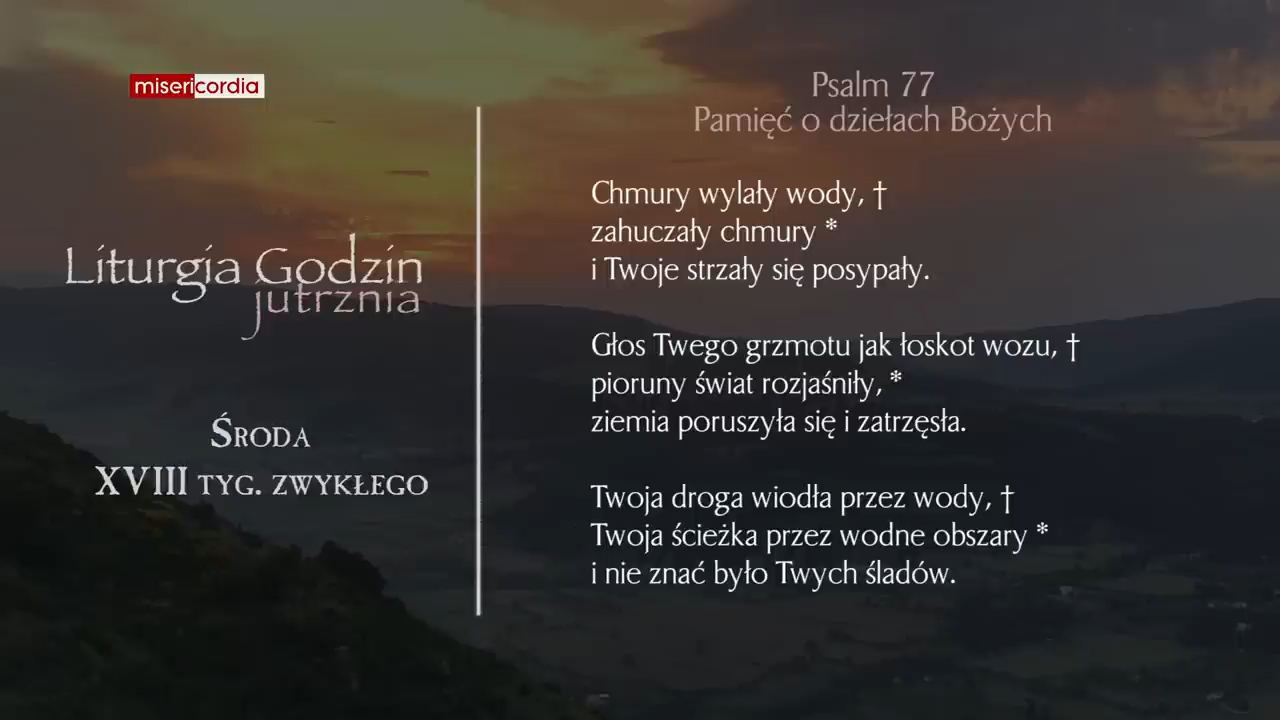 misericordia
Liturgia Godzin
jutrznia
Środa
XVIII tyg. zwykłego
Psalm 77
Pamięć o dziełach Bożych
Chmury wylały wody, †
zahuczały chmury *
i Twoje strzały się posypały.
Głos Twego grzmotu jak łoskot wozu, †
pioruny świat rozjaśniły, *
ziemia poruszyła się i zatrzęsła.
Twoja droga wiodła przez wody, †
Twoja ścieżka przez wodne obszary *
i nie znać było Twych śladów.